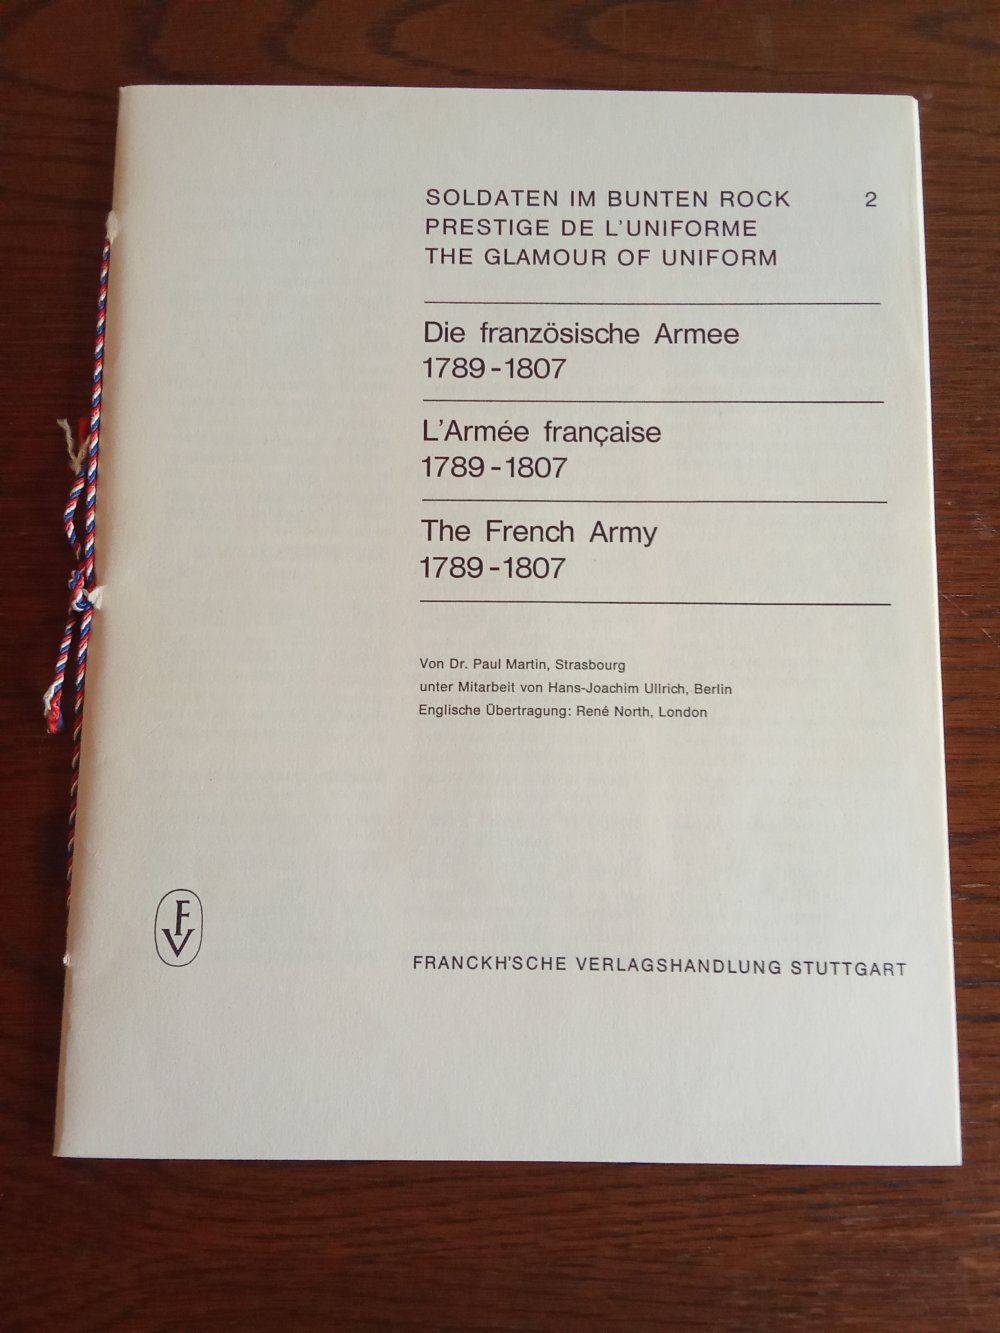 SOLDATEN IM BUNTEN ROCK 2
PRESTIGE DE L'UNIFORME
THE GLAMOUR OF UNIFORM
Die französische Armee
1789-1807
L'Armée française
1789-1807
The French Army
1789-1807
Von Dr. Paul Martin, Strasbourg
unter Mitarbeit von Hans-Joachim Ullrich, Berlin
Englische Übertragung: René North, London
FV
FRANCKH'SCHE VERLAGSHANDLUNG STUTTGART